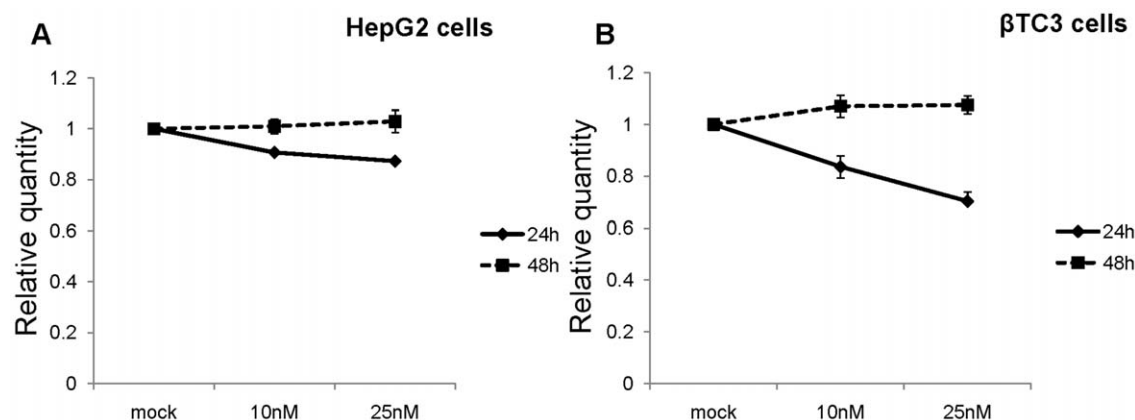 A
HepG2 cells
1.2
1
0.8
0.6
0.4
0.2
0
Relative quantity
mock
10nM
25nM
24h
48h
B
βTC3 cells
1.2
1
0.8
0.6
0.4
0.2
0
Relative quantity
mock
10nM
25nM
24h
48h